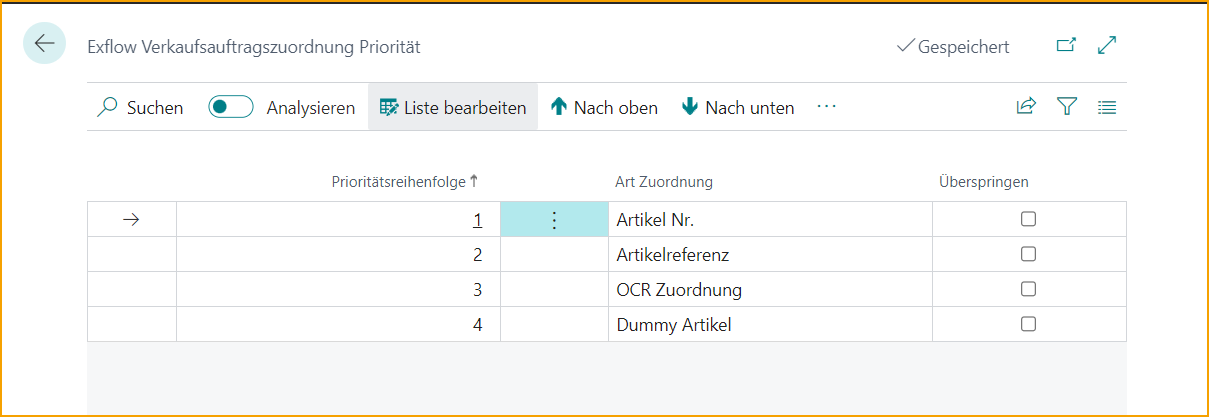 Exflow Verkaufsauftragszuordnung Priorität
Gespeichert
Suchen Analysieren Liste bearbeiten Nach oben Nach unten ...
Prioritätsreihenfolge ↑ Art Zuordnung Überspringen
1 Artikel Nr.
2 Artikelreferenz
3 OCR Zuordnung
4 Dummy Artikel